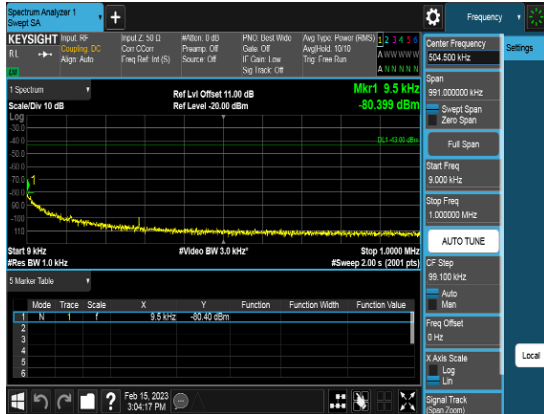 Spectrum Analyzer 1
Swept SA
+
Frequency
KEYSIGHT
RL
Input: RF
Coupling: DC
Align: Auto
Input Z: 50 Ω
Corr CCorr
Freq Ref: Int (S)
#Atten: 0 dB
Preamp: Off
Source: Off
PNO: Best Wide
Gate: Off
IF Gain: Low
Sig Track: Off
Avg Type: Power (RMS)
Avg|Hold: 10/10
Trig: Free Run
1 2 3 4 5 6
A W W W W W
A N N N N N
1 Spectrum
Scale/Div 10 dB
Ref Lvl Offset 11.00 dB
Ref Level -20.00 dBm
Mkr1 9.5 kHz
-80.399 dBm
Log
-30.0
-40.0
-50.0
-60.0
-70.0
-80.0
-90.0
-100
-110
DL1 -43.00 dBm
1
Start 9 kHz
#Video BW 3.0 kHz*
Stop 1.0000 MHz
#Res BW 1.0 kHz
#Sweep 2.00 s (2001 pts)
5 Marker Table
Mode Trace Scale X Y Function Function Width Function Value
1 N 1 f 9.5 kHz -80.40 dBm
2
3
4
5
6
Feb 15, 2023
3:04:17 PM
Center Frequency
504.500 kHz
Settings
Span
991.000000 kHz
Swept Span
Zero Span
Full Span
Start Freq
9.000 kHz
Stop Freq
1.000000 MHz
AUTO TUNE
CF Step
99.100 kHz
Auto
Man
Freq Offset
0 Hz
X Axis Scale
Log
Lin
Local
Signal Track
(Span Zoom)